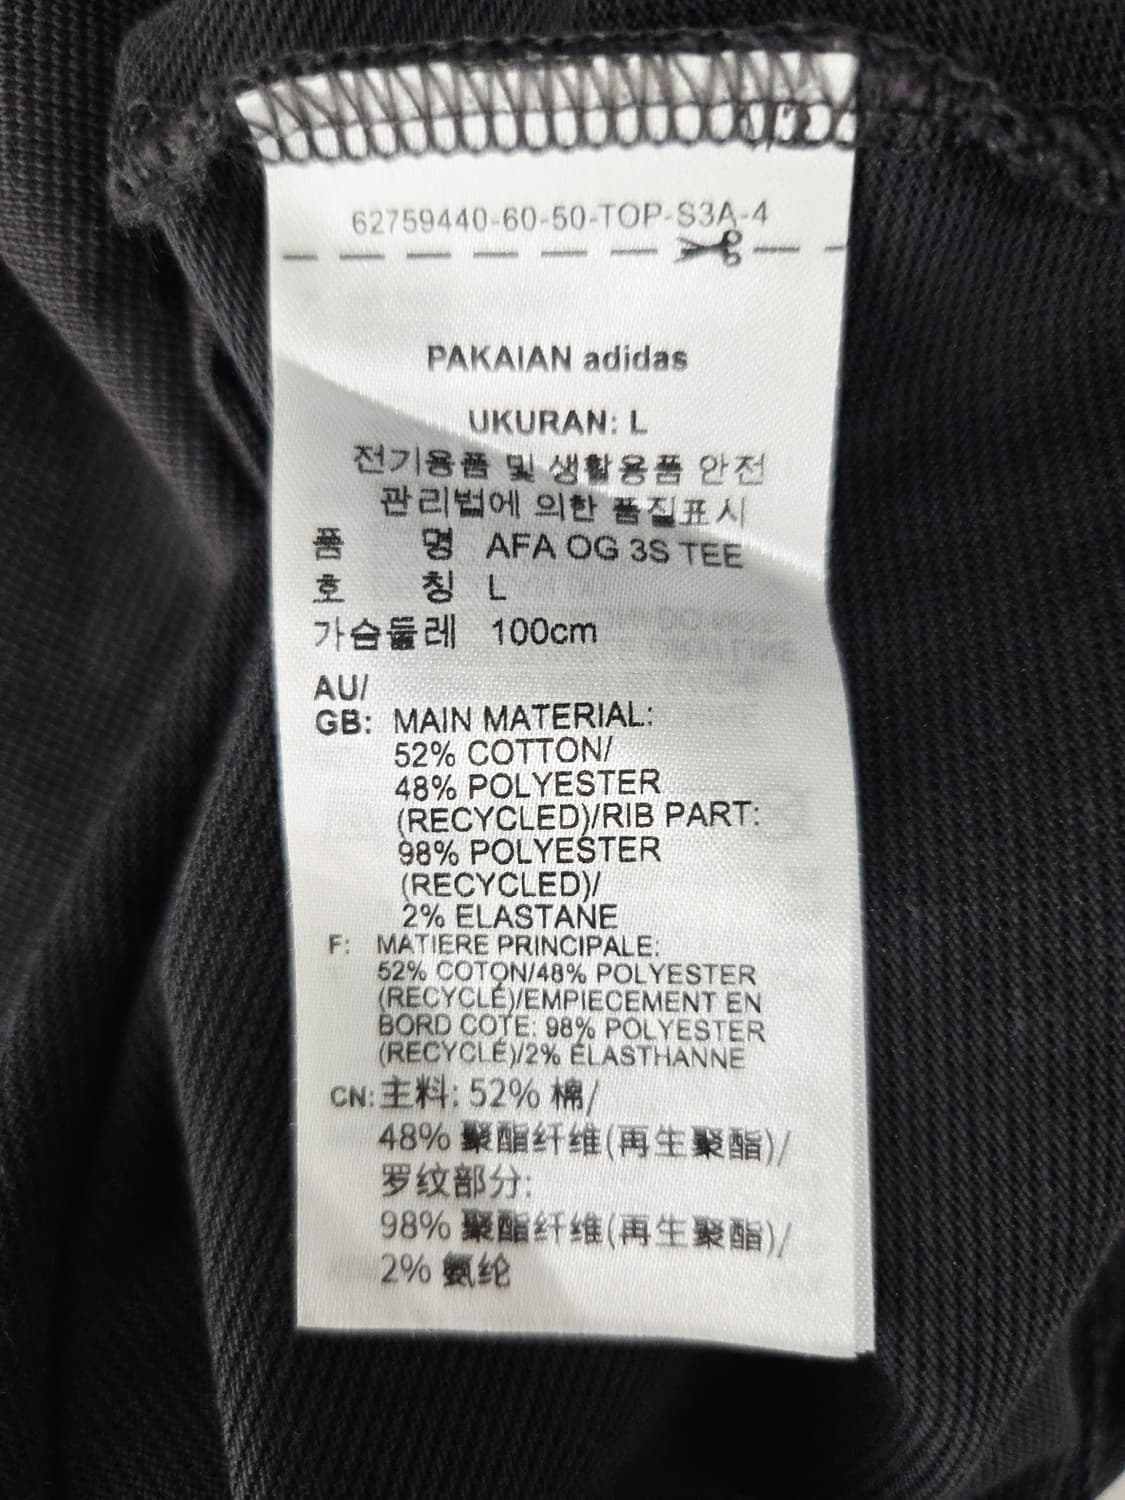 62759440-60-50-TOP-S3A-4
PAKAIAN adidas
UKURAN: L
전기용품 및 생활용품 안전
관리법에 의한 품질표시
품 명 AFA OG 3S TEE
호 칭 L
가슴둘레 100cm
AU/
GB: MAIN MATERIAL:
52% COTTON/
48% POLYESTER
(RECYCLED)/RIB PART:
98% POLYESTER
(RECYCLED)/
2% ELASTANE
F: MATIERE PRINCIPALE:
52% COTON/48% POLYESTER
(RECYCLÉ)/EMPIECEMENT EN
BORD COTE: 98% POLYESTER
(RECYCLÉ)/2% ÉLASTHANNE
CN: 主料: 52% 棉/
48% 聚酯纤维(再生聚酯)/
罗纹部分:
98% 聚酯纤维(再生聚酯)/
2% 氨纶